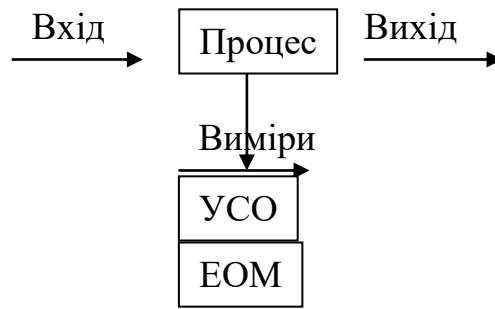 Вхід
Процес
Вихід
Виміри
УСО
ЕОМ